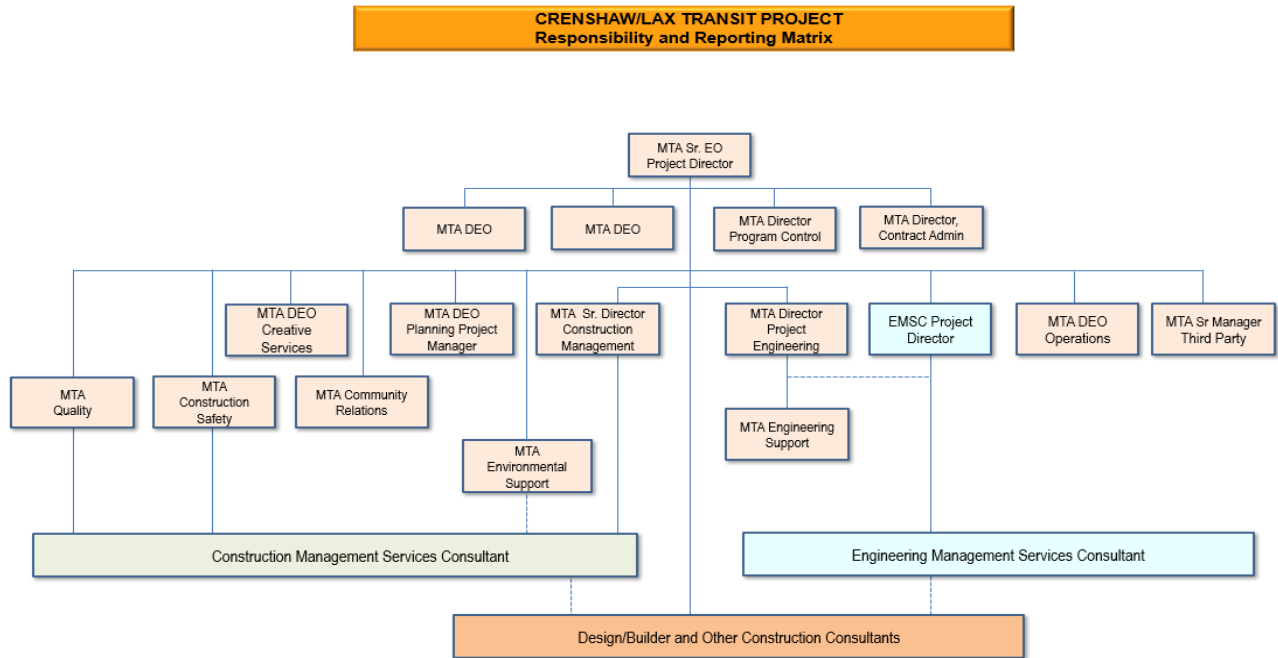 CRENSHAW/LAX TRANSIT PROJECT
Responsibility and Reporting Matrix
MTA Sr. EO
Project Director
MTA DEO
MTA DEO
MTA Director
Program Control
MTA Director,
Contract Admin
MTA DEO
Creative
Services
MTA DEO
Planning Project
Manager
MTA Sr. Director
Construction
Management
MTA Director
Project
Engineering
EMSC Project
Director
MTA DEO
Operations
MTA Sr Manager
Third Party
MTA
Quality
MTA
Construction
Safety
MTA Community
Relations
MTA Engineering
Support
MTA
Environmental
Support
Construction Management Services Consultant
Engineering Management Services Consultant
Design/Builder and Other Construction Consultants